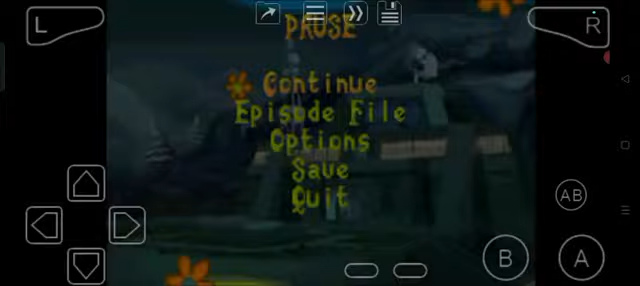 L
R
PAUSE
Continue
Episode File
Options
Save
Quit
AB
B
A